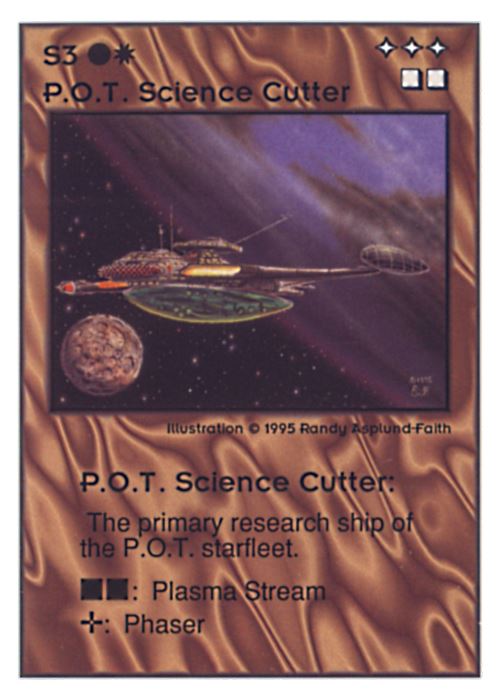 S3
P.O.T. Science Cutter
Illustration © 1995 Randy Asplund-Faith
P.O.T. Science Cutter:
The primary research ship of
the P.O.T. starfleet.
: Plasma Stream
: Phaser